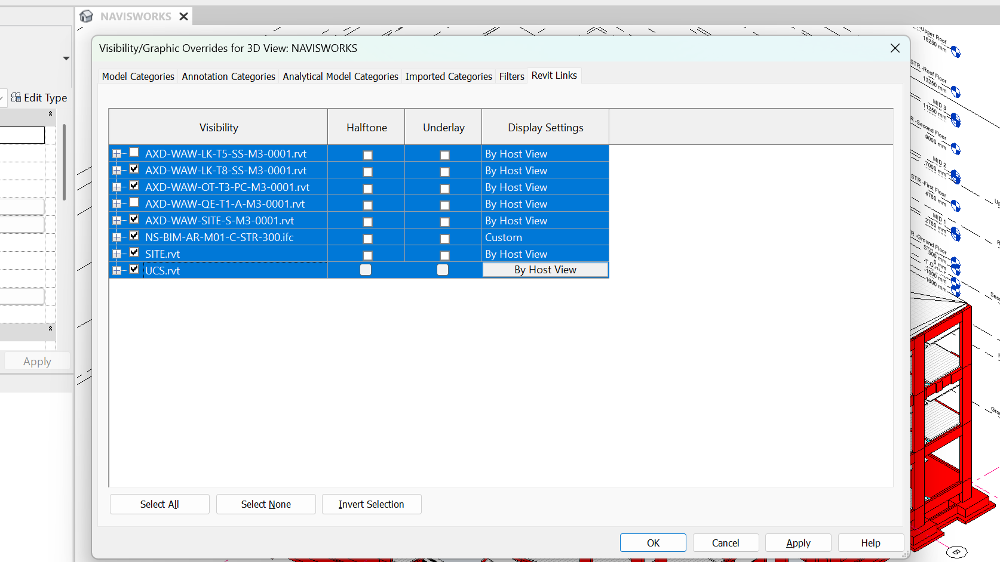 NAVISWORKS
Visibility/Graphic Overrides for 3D View: NAVISWORKS
Model Categories Annotation Categories Analytical Model Categories Imported Categories Filters Revit Links
Edit Type
Apply
Visibility Halftone Underlay Display Settings
AXD-WAW-LK-T5-SS-M3-0001.rvt By Host View
AXD-WAW-LK-T8-SS-M3-0001.rvt By Host View
AXD-WAW-OT-T3-PC-M3-0001.rvt By Host View
AXD-WAW-QE-T1-A-M3-0001.rvt By Host View
AXD-WAW-SITE-S-M3-0001.rvt By Host View
NS-BIM-AR-M01-C-STR-300.ifc Custom
SITE.rvt By Host View
UCS.rvt By Host View
Select All Select None Invert Selection
OK Cancel Apply Help
-Upper Roof
16250 mm
STR -Roof Floor
13250 mm
MID 3
11250 mm
R -Second Floor
9000 mm
MID 2
7000 mm
STR -First Floor
4750 mm
MID 1
2750 mm
R -Ground Floor
500 mm
0 mm
-1000 mm
-1600 mm
Up
R
Seco
Gro
B